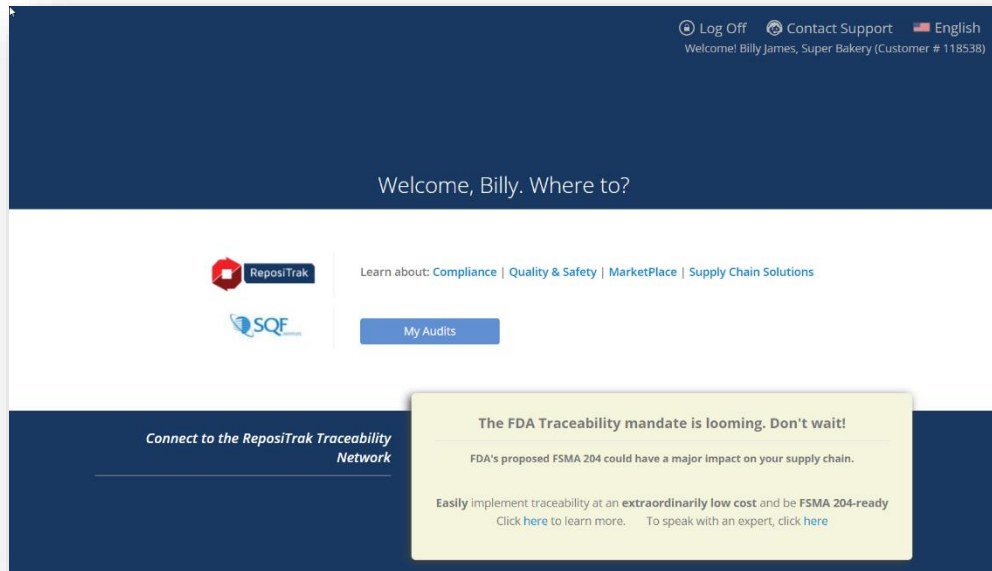 Log Off Contact Support English
Welcome! Billy James, Super Bakery (Customer # 118538)
Welcome, Billy. Where to?
ReposiTrak
Learn about: Compliance | Quality & Safety | MarketPlace | Supply Chain Solutions
SQF
My Audits
Connect to the ReposiTrak Traceability
Network
The FDA Traceability mandate is looming. Don't wait!
FDA's proposed FSMA 204 could have a major impact on your supply chain.
Easily implement traceability at an extraordinarily low cost and be FSMA 204-ready
Click here to learn more. To speak with an expert, click here